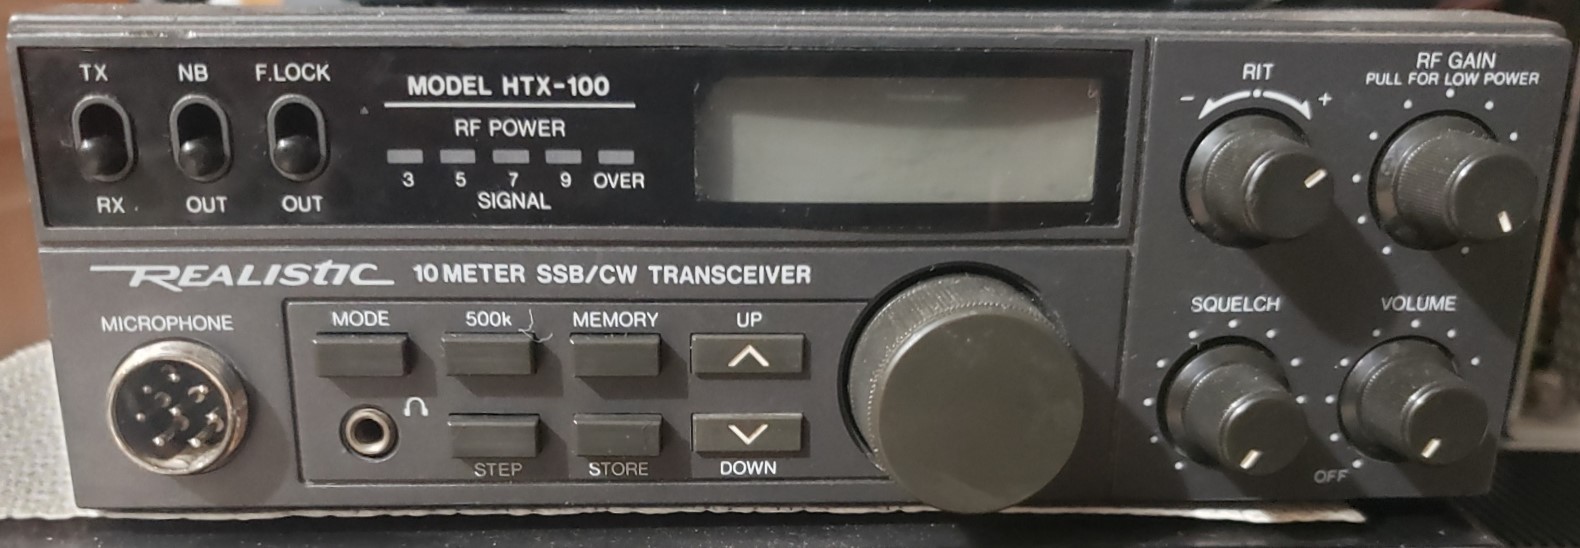 TX NB F.LOCK
RX OUT OUT
MODEL HTX-100
RF POWER
3 5 7 9 OVER
SIGNAL
RIT
- +
RF GAIN
PULL FOR LOW POWER
REALISTIC 10 METER SSB/CW TRANSCEIVER
MICROPHONE
MODE 500k MEMORY UP
STEP STORE DOWN
SQUELCH VOLUME
OFF